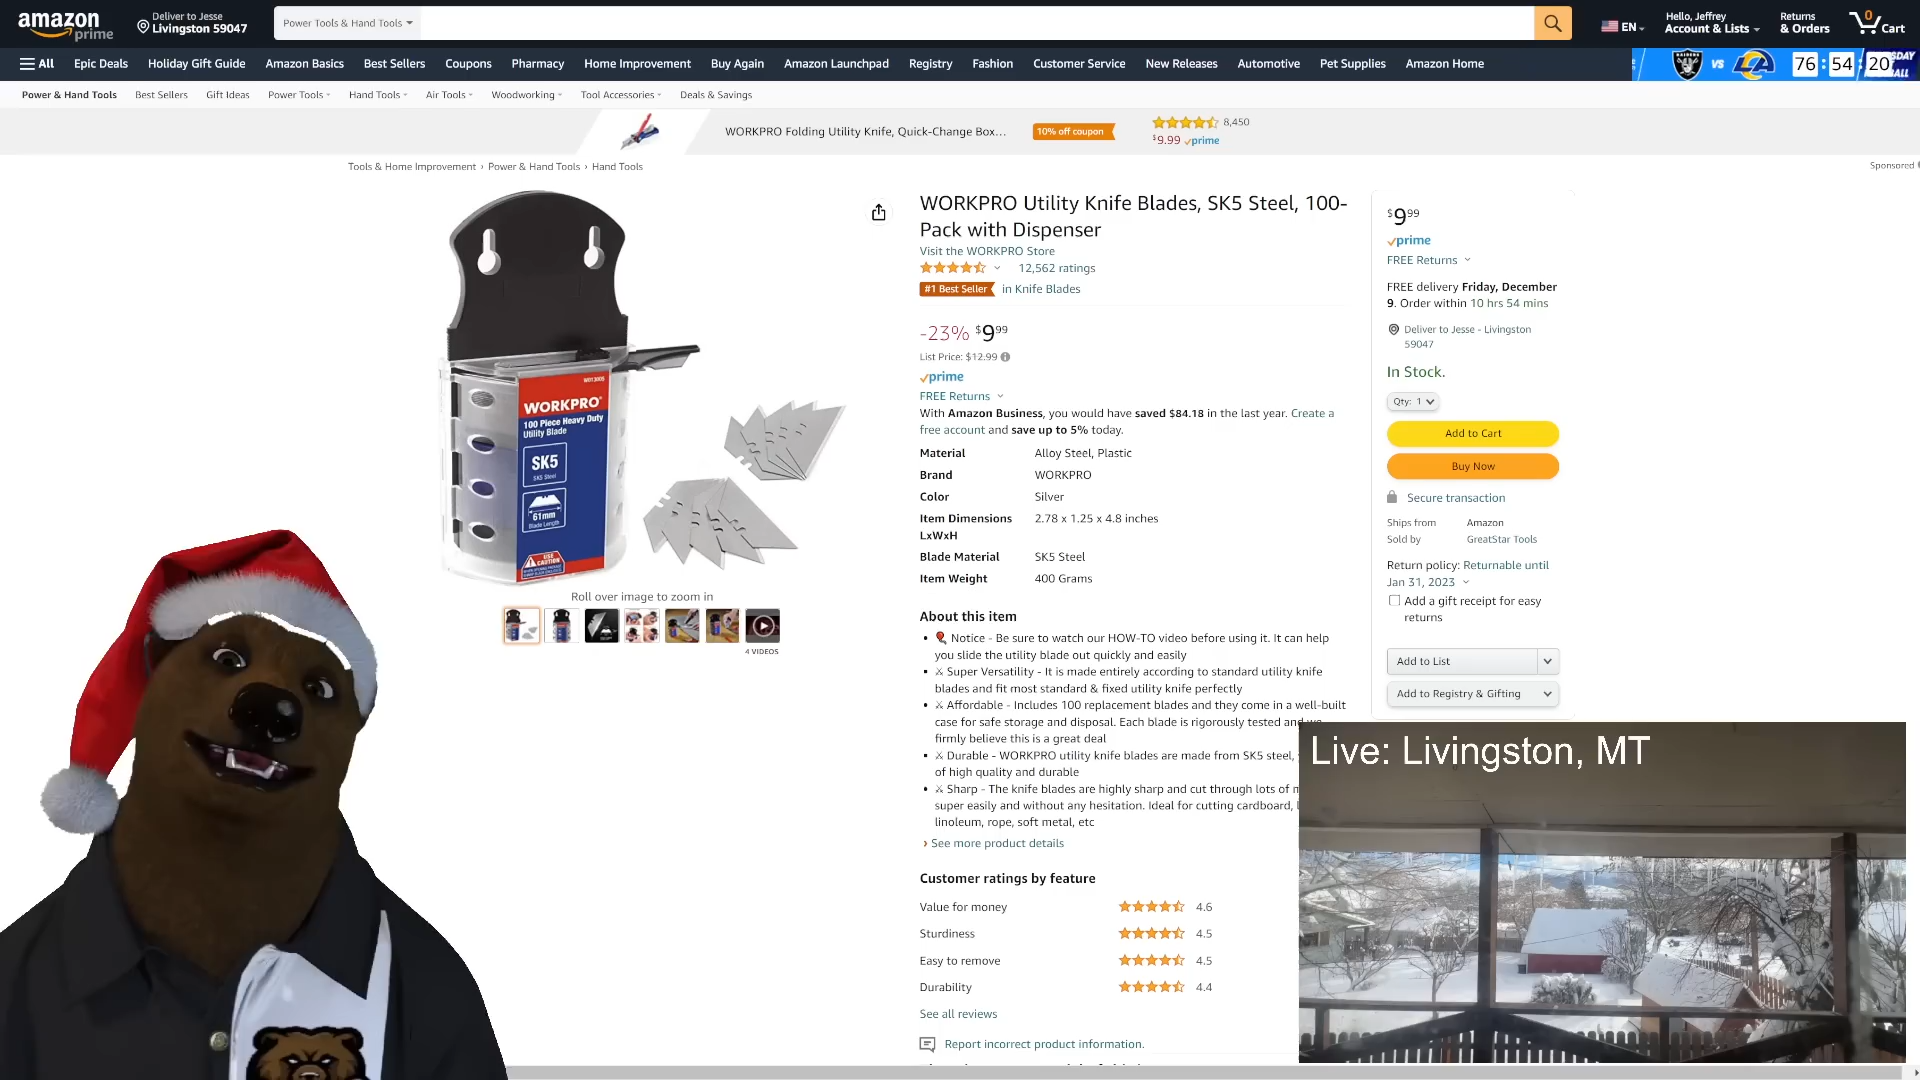 amazon
prime
Deliver to Jesse
Livingston 59047
Power Tools & Hand Tools
EN
Hello, Jeffrey
Account & Lists
Returns
& Orders
0
Cart
All
Epic Deals
Holiday Gift Guide
Amazon Basics
Best Sellers
Coupons
Pharmacy
Home Improvement
Buy Again
Amazon Launchpad
Registry
Fashion
Customer Service
New Releases
Automotive
Pet Supplies
Amazon Home
VS
76 : 54 : 20
Power & Hand Tools
Best Sellers
Gift Ideas
Power Tools
Hand Tools
Air Tools
Woodworking
Tool Accessories
Deals & Savings
WORKPRO Folding Utility Knife, Quick-Change Box...
10% off coupon
8,450
$9.99 prime
Tools & Home Improvement › Power & Hand Tools › Hand Tools
Sponsored
WORKPRO
100 Piece Heavy Duty
Utility Blade
SK5
SK5 Steel
61mm
Blade Length
USE
CAUTION
Roll over image to zoom in
4 VIDEOS
WORKPRO Utility Knife Blades, SK5 Steel, 100-
Pack with Dispenser
Visit the WORKPRO Store
12,562 ratings
#1 Best Seller in Knife Blades
-23% $9 99
List Price: $12.99
prime
FREE Returns
With Amazon Business, you would have saved $84.18 in the last year. Create a
free account and save up to 5% today.
Material Alloy Steel, Plastic
Brand WORKPRO
Color Silver
Item Dimensions 2.78 x 1.25 x 4.8 inches
LxWxH
Blade Material SK5 Steel
Item Weight 400 Grams
About this item
Notice - Be sure to watch our HOW-TO video before using it. It can help
you slide the utility blade out quickly and easily
Super Versatility - It is made entirely according to standard utility knife
blades and fit most standard & fixed utility knife perfectly
Affordable - Includes 100 replacement blades and they come in a well-built
case for safe storage and disposal. Each blade is rigorously tested and we
firmly believe this is a great deal
Durable - WORKPRO utility knife blades are made from SK5 steel,
of high quality and durable
Sharp - The knife blades are highly sharp and cut through lots of
super easily and without any hesitation. Ideal for cutting cardboard,
linoleum, rope, soft metal, etc
› See more product details
Customer ratings by feature
Value for money 4.6
Sturdiness 4.5
Easy to remove 4.5
Durability 4.4
See all reviews
Report incorrect product information.
$9 99
prime
FREE Returns
FREE delivery Friday, December
9. Order within 10 hrs 54 mins
Deliver to Jesse - Livingston
59047
In Stock.
Qty: 1
Add to Cart
Buy Now
Secure transaction
Ships from Amazon
Sold by GreatStar Tools
Return policy: Returnable until
Jan 31, 2023
Add a gift receipt for easy
returns
Add to List
Add to Registry & Gifting
Live: Livingston, MT